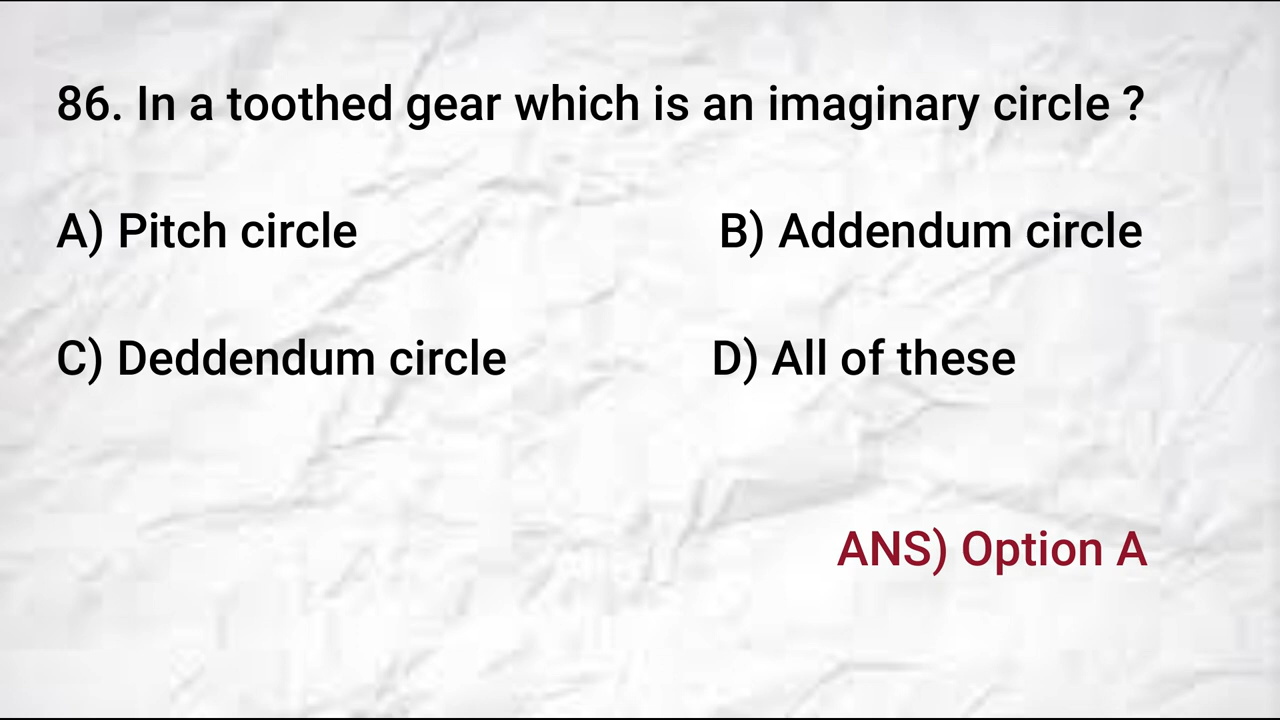 86. In a toothed gear which is an imaginary circle ?
A) Pitch circle
B) Addendum circle
C) Deddendum circle
D) All of these
ANS) Option A